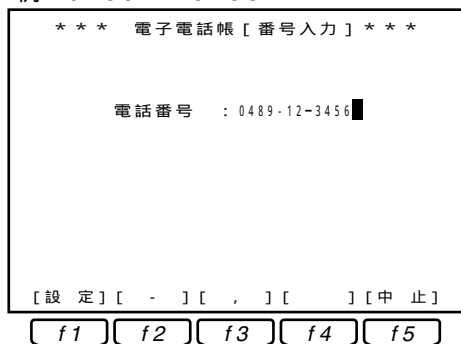 * * * 電子電話帳[番号入力] * * *
電話番号 : 0489-12-3456
[設 定][ - ][ , ][ ][中 止]
f1 f2 f3 f4 f5